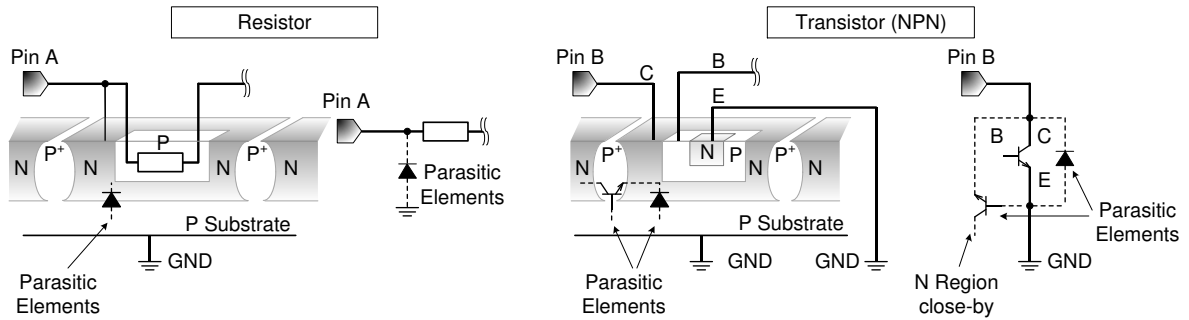 Resistor
Pin A
N
P+
N
P
N
P+
N
P Substrate
GND
Parasitic
Elements
Pin A
Parasitic
Elements
Transistor (NPN)
Pin B
C
B
E
N
P+
N
N
P
N
P+
N
P Substrate
GND
GND
Parasitic
Elements
Pin B
B
C
E
Parasitic
Elements
GND
N Region
close-by